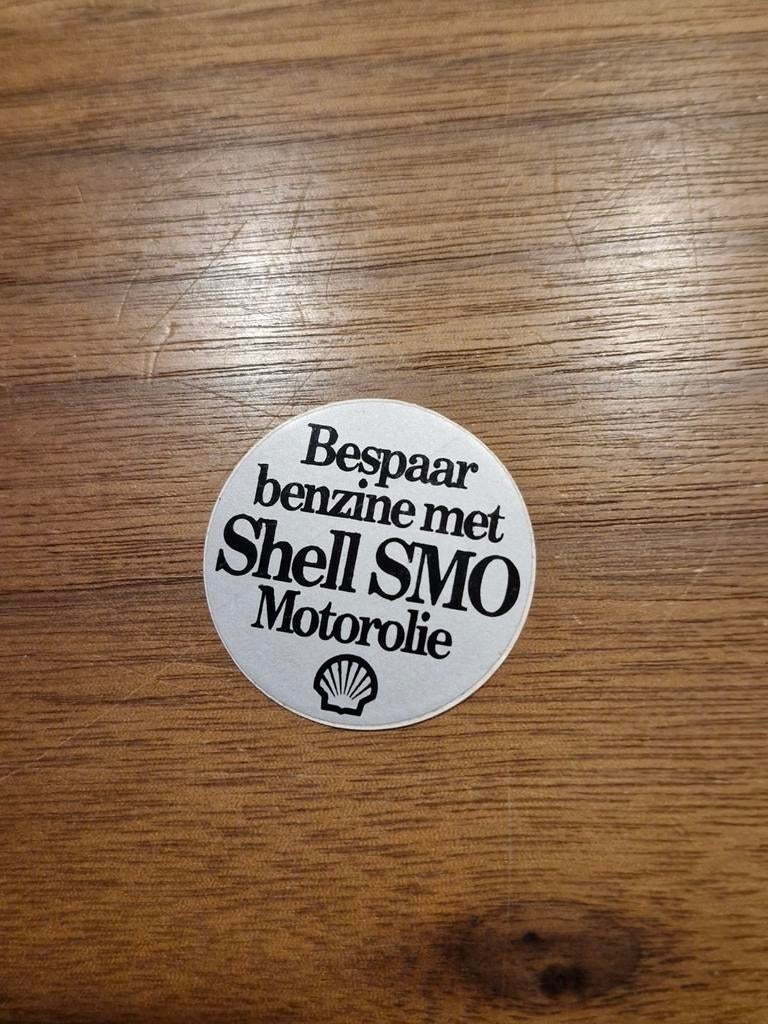 Bespaar
benzine met
Shell SMO
Motorolie